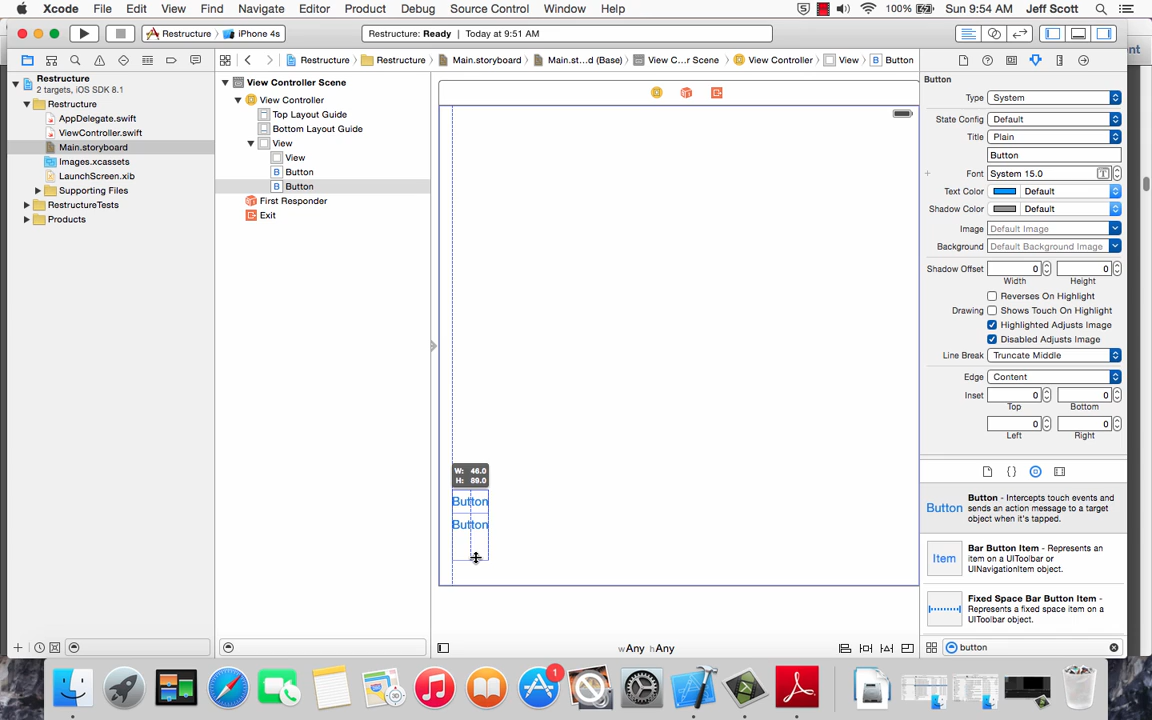 Xcode File Edit View Find Navigate Editor Product Debug Source Control Window Help 100% Sun 9:54 AM Jeff Scott
Restructure iPhone 4s Restructure: Ready | Today at 9:51 AM
Restructure Restructure Main.storyboard Main.st...d (Base) View C...r Scene View Controller View Button
Restructure
2 targets, iOS SDK 8.1
Restructure
AppDelegate.swift
ViewController.swift
Main.storyboard
Images.xcassets
LaunchScreen.xib
Supporting Files
RestructureTests
Products
View Controller Scene
View Controller
Top Layout Guide
Bottom Layout Guide
View
View
B Button
B Button
First Responder
Exit
W: 46.0
H: 89.0
Button
Button
wAny hAny
Button
Type System
State Config Default
Title Plain
Button
Font System 15.0
Text Color Default
Shadow Color Default
Image Default Image
Background Default Background Image
Shadow Offset 0 0
Width Height
Reverses On Highlight
Drawing Shows Touch On Highlight
Highlighted Adjusts Image
Disabled Adjusts Image
Line Break Truncate Middle
Edge Content
Inset 0 0
Top Bottom
0 0
Left Right
Button
Button - Intercepts touch events and
sends an action message to a target
object when it's tapped.
Item
Bar Button Item - Represents an
item on a UIToolbar or
UINavigationItem object.
Fixed Space Bar Button Item -
Represents a fixed space item on a
UIToolbar object.
button
1